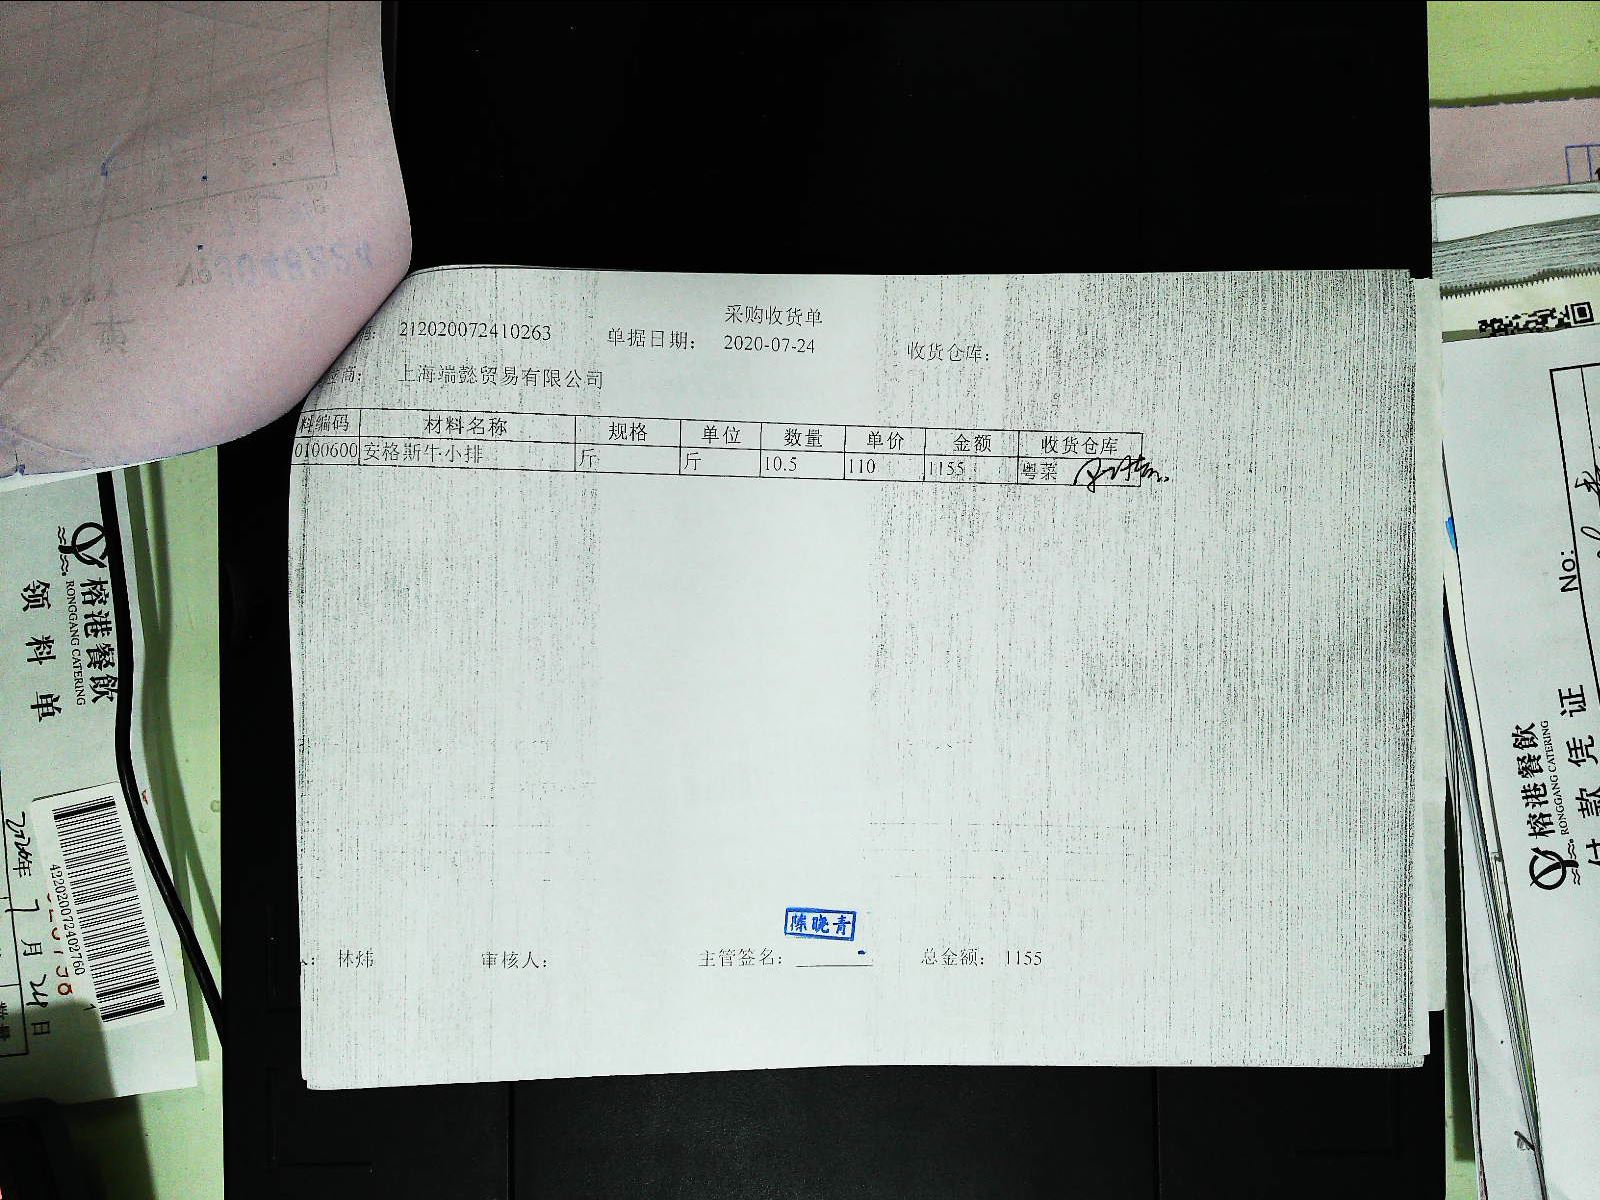 采购收货单
212020072410263 单据日期： 2020-07-24 收货仓库：
商： 上海端懿贸易有限公司
料编码 材料名称 规格 单位 数量 单价 金额 收货仓库
0100600 安格斯牛小排 斤 斤 10.5 110 1155 粤菜
陈晓青
林炜 审核人： 主管签名： 总金额： 1155
榕港餐飲
RONGGANG CATERING
领料单
422020072402760
7月24日
No:
榕港餐飲
RONGGANG CATERING
付款凭证